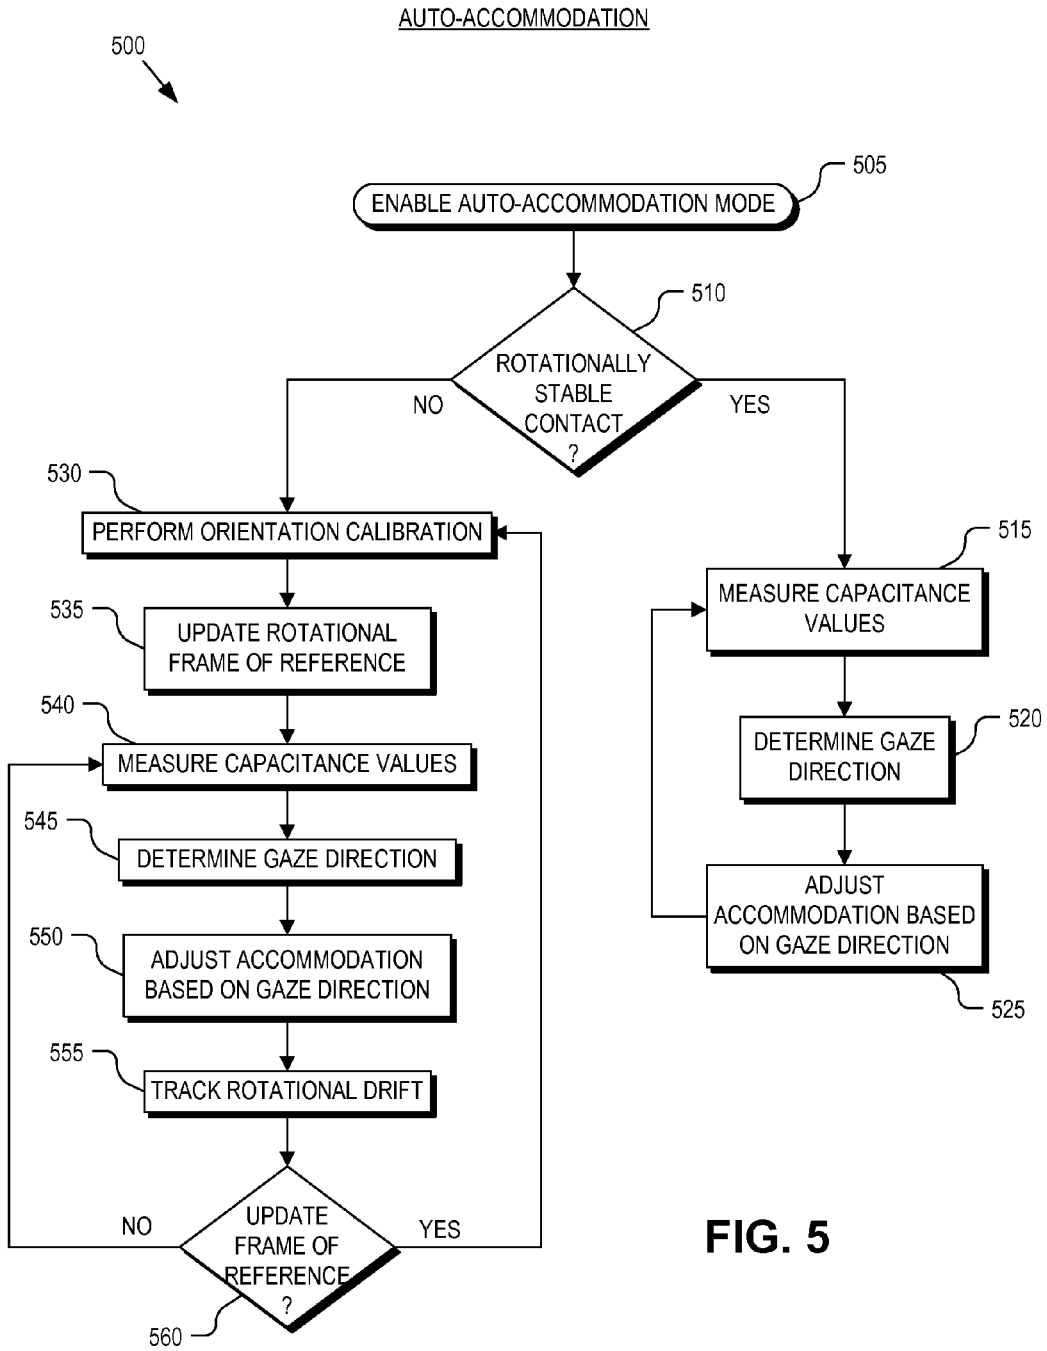 AUTO-ACCOMMODATION
500
505
ENABLE AUTO-ACCOMMODATION MODE
510
ROTATIONALLY
STABLE
CONTACT
?
NO
YES
530
PERFORM ORIENTATION CALIBRATION
535
UPDATE ROTATIONAL
FRAME OF REFERENCE
540
MEASURE CAPACITANCE VALUES
545
DETERMINE GAZE DIRECTION
550
ADJUST ACCOMMODATION
BASED ON GAZE DIRECTION
555
TRACK ROTATIONAL DRIFT
NO
UPDATE
FRAME OF
REFERENCE
?
YES
560
515
MEASURE CAPACITANCE
VALUES
520
DETERMINE GAZE
DIRECTION
ADJUST
ACCOMMODATION BASED
ON GAZE DIRECTION
525
FIG. 5